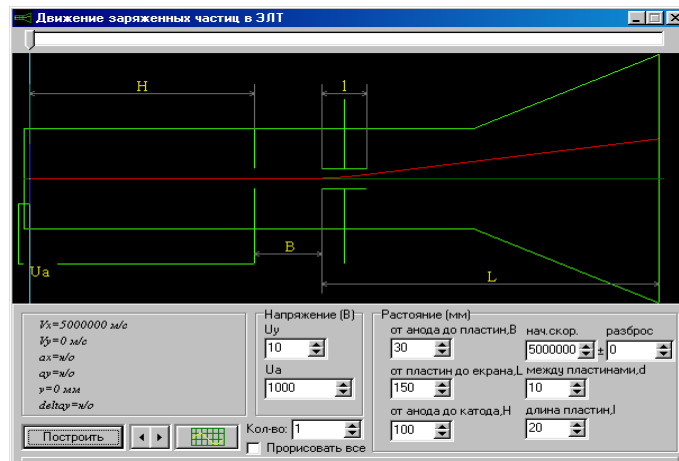 Движение заряженных частиц в ЭЛТ
H
l
B
L
Ua
Vx=5000000 м/с
Vy=0 м/с
ax=н/о
ay=н/о
y=0 мм
deltay=н/о
Построить
Напряжение (В)
Uy
10
Ua
1000
Кол-во: 1
Прорисовать все
Растояние (мм)
от анода до пластин,B
30
от пластин до екрана,L
150
от анода до катода,H
100
нач.скор. разброс
5000000 ± 0
между пластинами,d
10
длина пластин,l
20